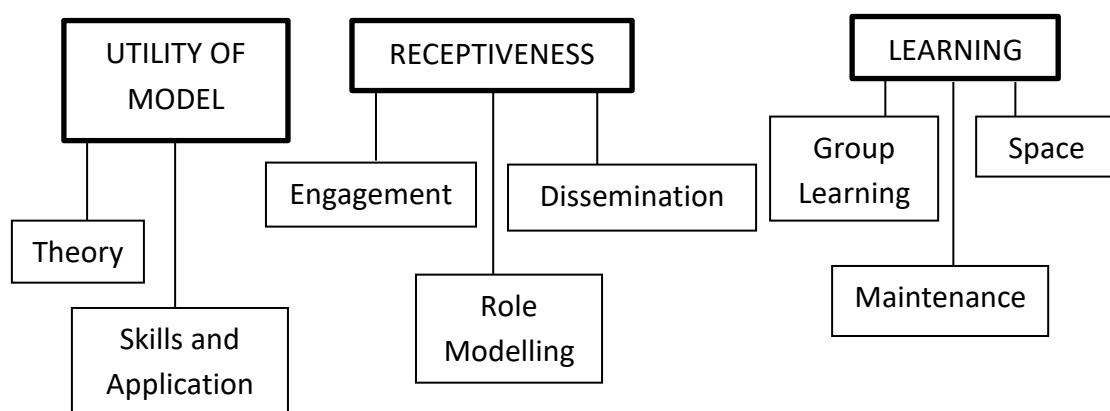 UTILITY OF
MODEL
RECEPTIVENESS
LEARNING
Theory
Skills and
Application
Engagement
Role
Modelling
Dissemination
Group
Learning
Maintenance
Space